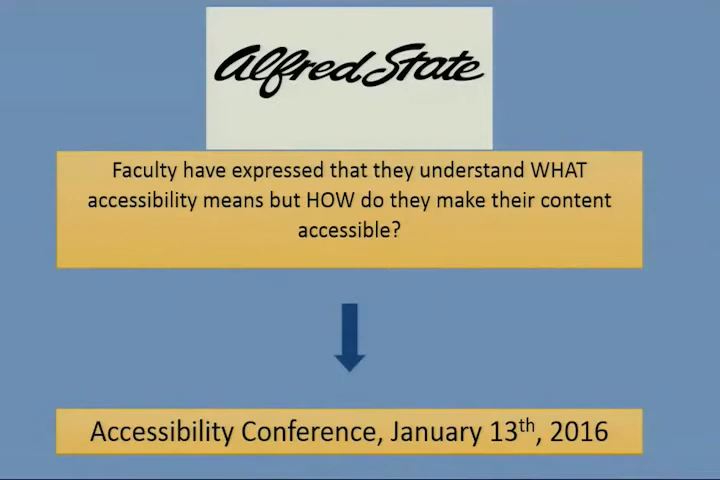 Alfred State
Faculty have expressed that they understand WHAT
accessibility means but HOW do they make their content
accessible?
Accessibility Conference, January 13th, 2016